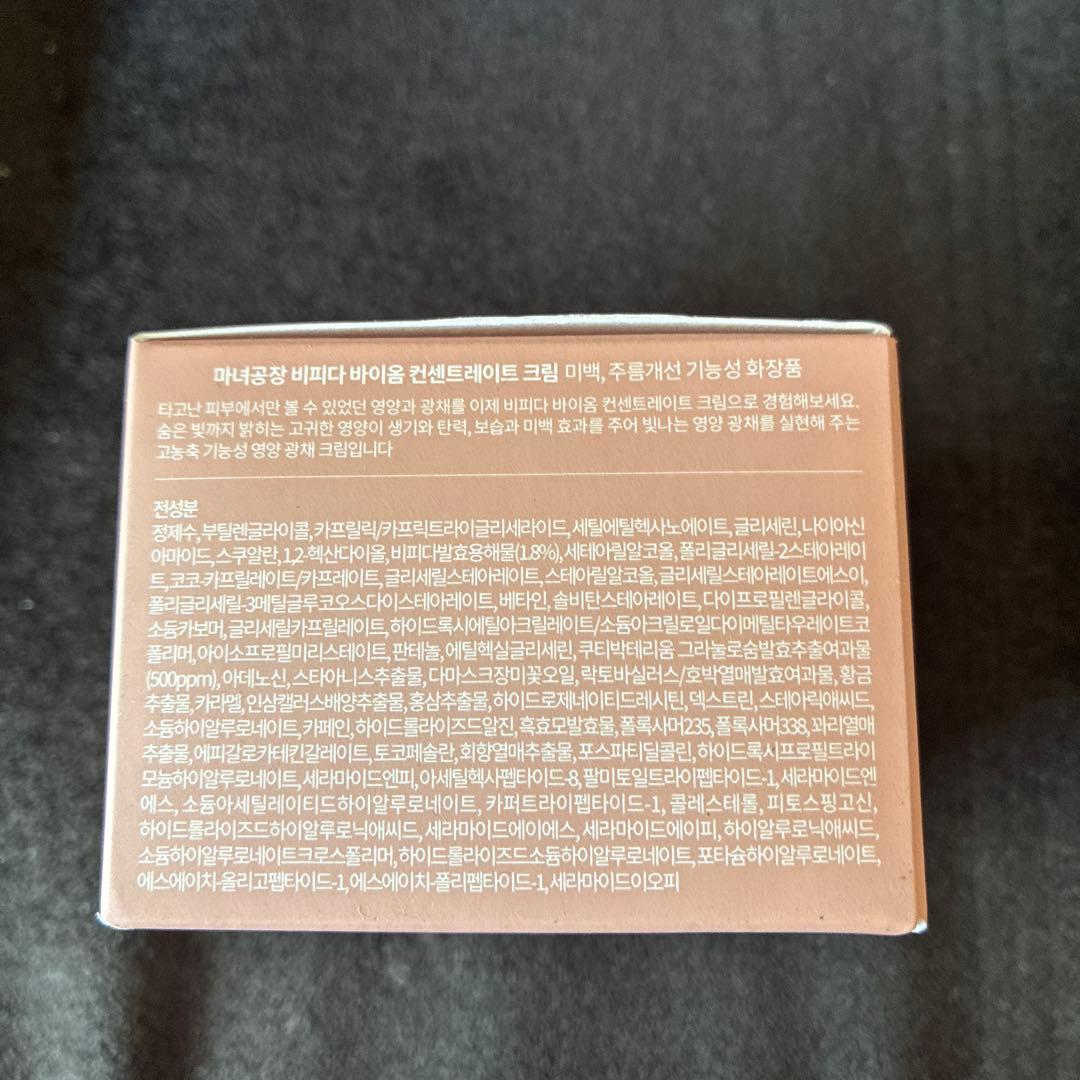 마녀공장 비피다 바이옴 컨센트레이트 크림 미백, 주름개선 기능성 화장품
타고난 피부에서만 볼 수 있었던 영양과 광채를 이제 비피다 바이옴 컨센트레이트 크림으로 경험해보세요.
숨은 빛까지 밝히는 고귀한 영양이 생기와 탄력, 보습과 미백 효과를 주어 빛나는 영양 광채를 실현해 주는
고농축 기능성 영양 광채 크림입니다
전성분
정제수, 부틸렌글라이콜, 카프릴릭/카프릭트라이글리세라이드, 세틸에틸헥사노에이트, 글리세린, 나이아신
아마이드, 스쿠알란, 1,2-헥산다이올, 비피다발효용해물(1.8%), 세테아릴알코올, 폴리글리세릴-2스테아레이
트, 코코-카프릴레이트/카프레이트, 글리세릴스테아레이트, 스테아릴알코올, 글리세릴스테아레이트에스이,
폴리글리세릴-3메틸글루코오스다이스테아레이트, 베타인, 솔비탄스테아레이트, 다이프로필렌글라이콜,
소듐카보머, 글리세릴카프릴레이트, 하이드록시에틸아크릴레이트/소듐아크릴로일다이메틸타우레이트코
폴리머, 아이소프로필미리스테이트, 판테놀, 에틸헥실글리세린, 쿠티박테리움 그라눌로숨발효추출여과물
(500ppm), 아데노신, 스타아니스추출물, 다마스크장미꽃오일, 락토바실러스/호박열매발효여과물, 황금
추출물, 카라멜, 인삼캘러스배양추출물, 홍삼추출물, 하이드로제네이티드레시틴, 덱스트린, 스테아릭애씨드,
소듐하이알루로네이트, 카페인, 하이드롤라이즈드알진, 흑효모발효물, 폴록사머235, 폴록사머338, 꽈리열매
추출물, 에피갈로카테킨갈레이트, 토코페솔란, 회향열매추출물, 포스파티딜콜린, 하이드록시프로필트라이
모늄하이알루로네이트, 세라마이드엔피, 아세틸헥사펩타이드-8, 팔미토일트라이펩타이드-1, 세라마이드엔
에스, 소듐아세틸레이티드하이알루로네이트, 카퍼트라이펩타이드-1, 콜레스테롤, 피토스핑고신,
하이드롤라이즈드하이알루로닉애씨드, 세라마이드에이에스, 세라마이드에이피, 하이알루로닉애씨드,
소듐하이알루로네이트크로스폴리머, 하이드롤라이즈드소듐하이알루로네이트, 포타슘하이알루로네이트,
에스에이치-올리고펩타이드-1, 에스에이치-폴리펩타이드-1, 세라마이드이오피